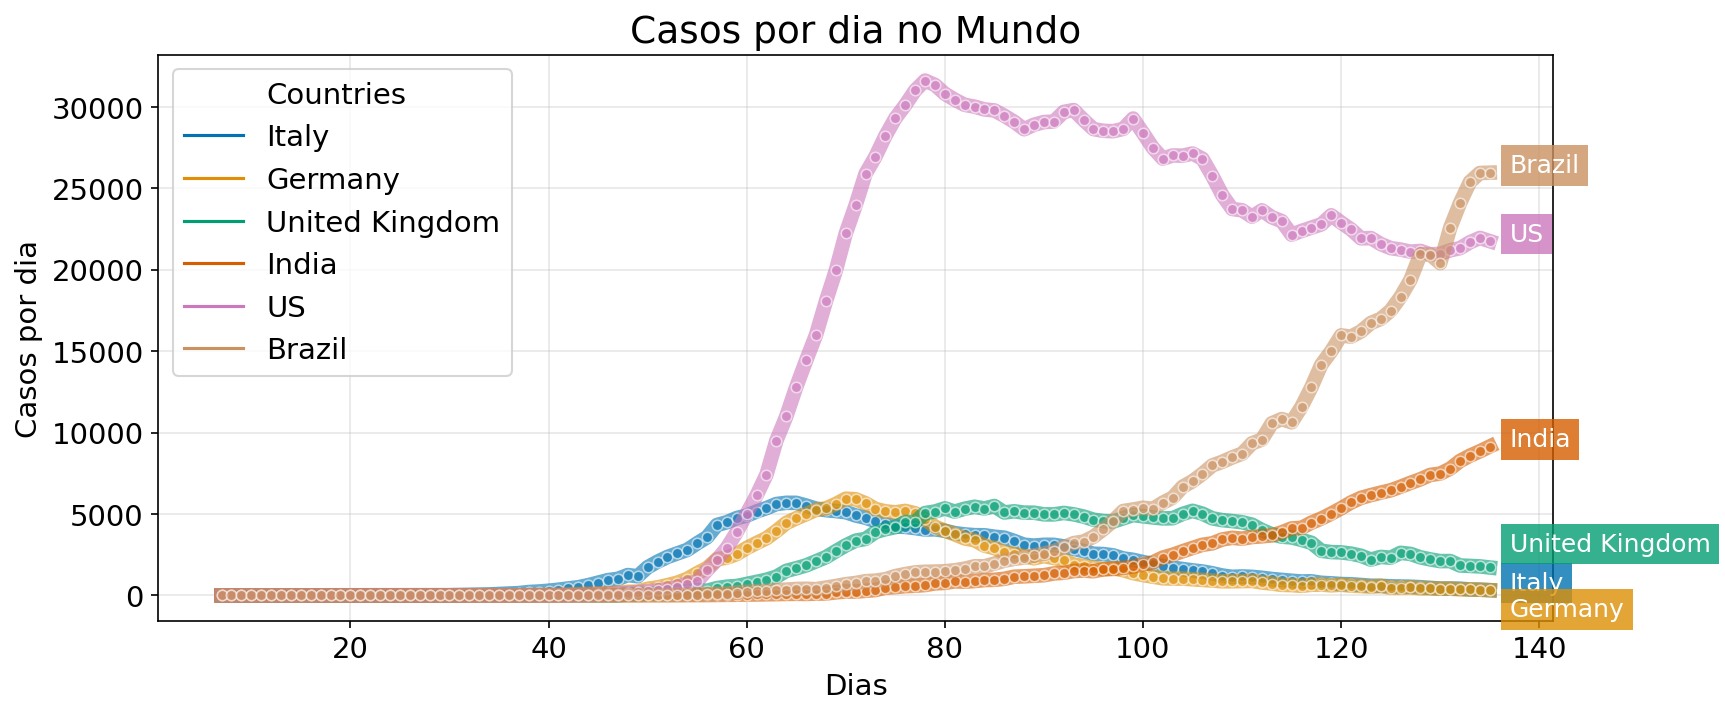 Casos por dia no Mundo
Casos por dia
30000
25000
20000
15000
10000
5000
0
Countries
Italy
Germany
United Kingdom
India
US
Brazil
Brazil
US
India
United Kingdom
Italy
Germany
20 40 60 80 100 120 140
Dias